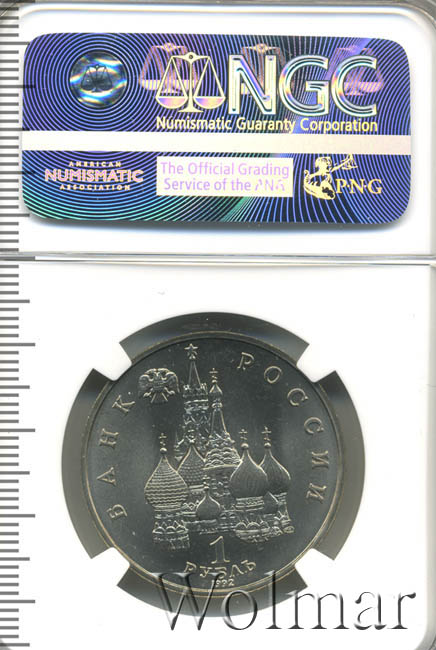 NGC
Numismatic Guaranty Corporation
AMERICAN
NUMISMATIC
ASSOCIATION
The Official Grading
Service of the PNG
PNG
БАНК РОССИИ
1
РУБЛЬ
1992
Wolmar